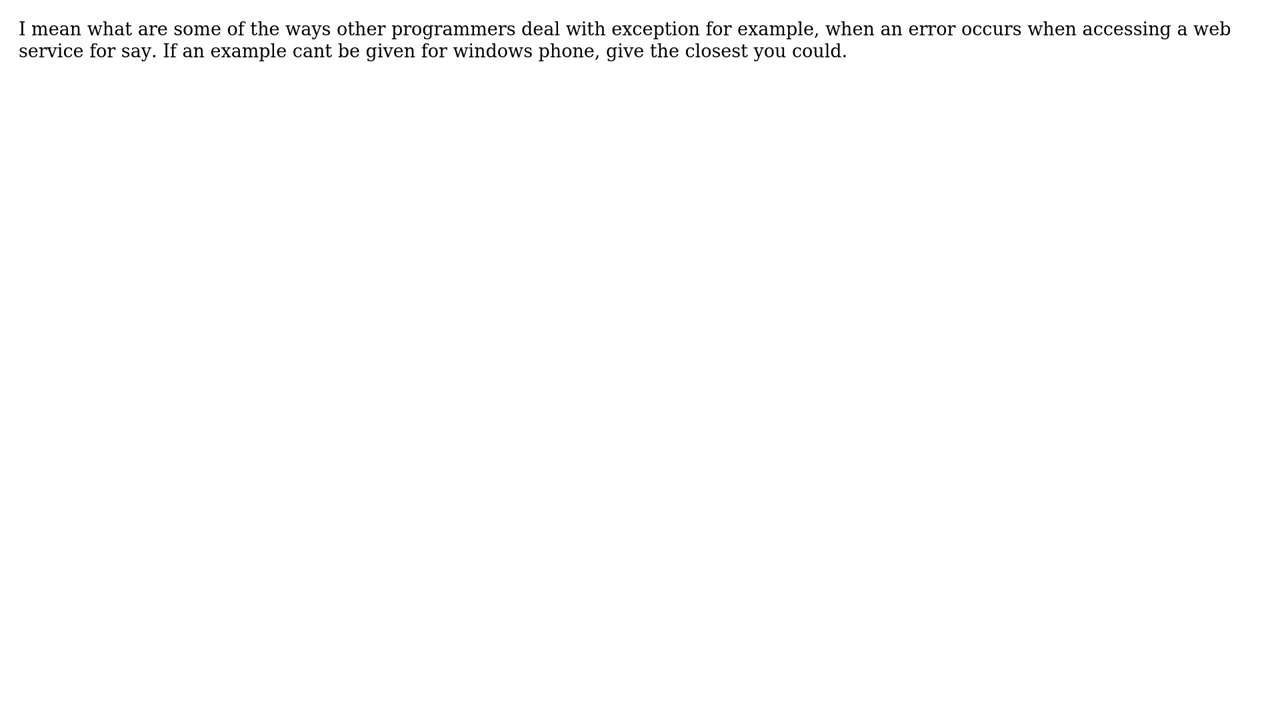 I mean what are some of the ways other programmers deal with exception for example, when an error occurs when accessing a web
service for say. If an example cant be given for windows phone, give the closest you could.